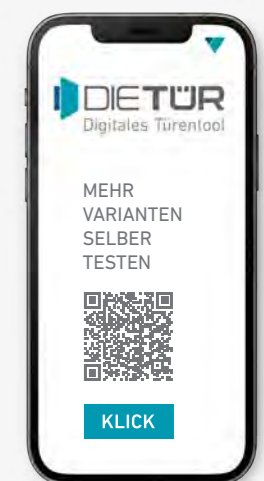 DIETÜR
Digitales Türentool
MEHR
VARIANTEN
SELBER
TESTEN
KLICK